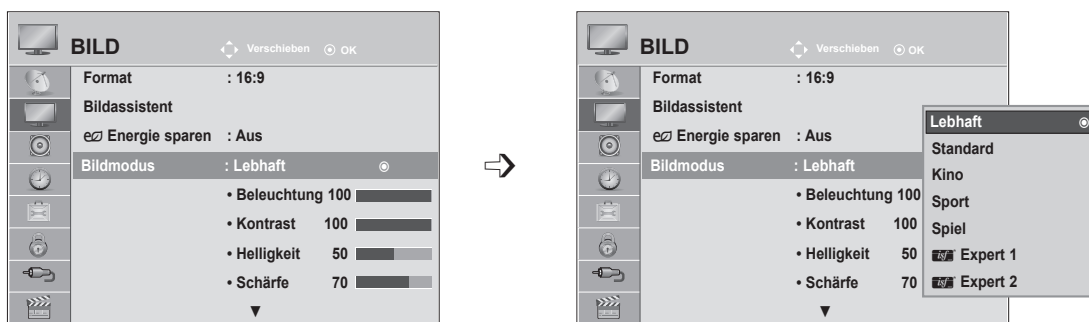 BILD Verschieben OK
Format : 16:9
Bildassistent
Energie sparen : Aus
Bildmodus : Lebhaft
• Beleuchtung 100
• Kontrast 100
• Helligkeit 50
• Schärfe 70
BILD Verschieben OK
Format : 16:9
Bildassistent
Energie sparen : Aus
Bildmodus : Lebhaft
• Beleuchtung 100
• Kontrast 100
• Helligkeit 50
• Schärfe 70
Lebhaft
Standard
Kino
Sport
Spiel
isf Expert 1
isf Expert 2